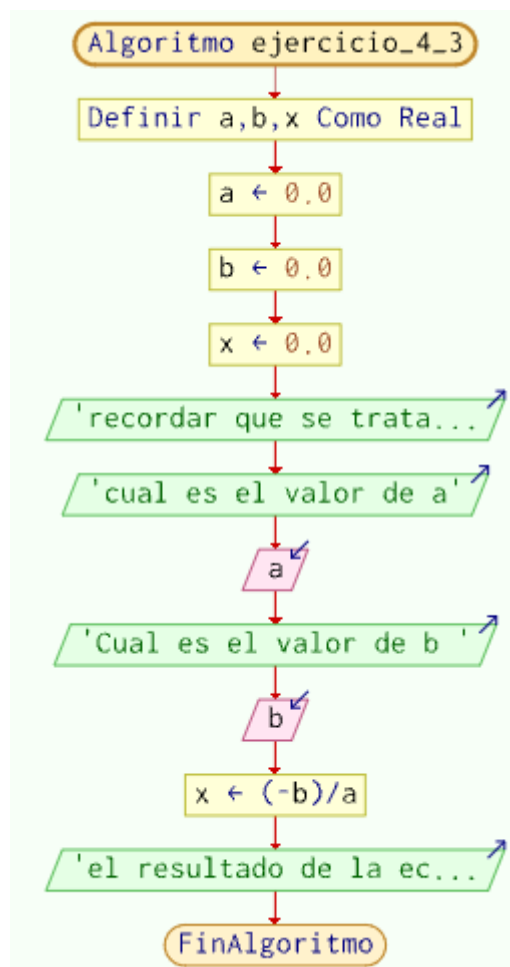 Algoritmo ejercicio_4_3
Definir a,b,x Como Real
a ← 0.0
b ← 0.0
x ← 0.0
'recordar que se trata...
'cual es el valor de a'
a
'Cual es el valor de b '
b
x ← (-b)/a
'el resultado de la ec...
FinAlgoritmo